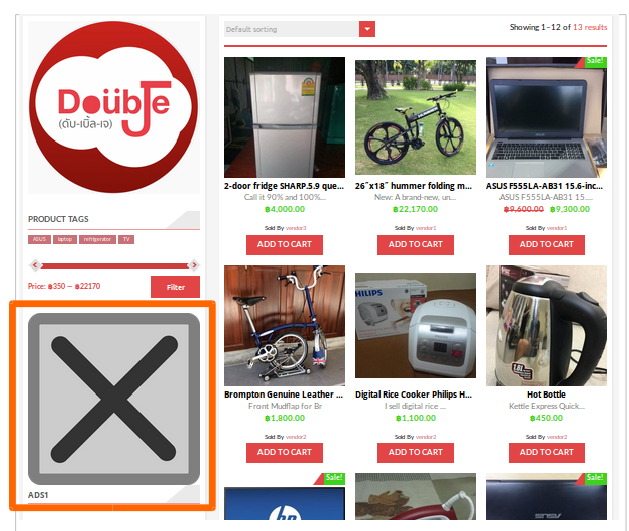 Double
(ดับ-เบิ้ล-เจ)
PRODUCT TAGS
ASUS laptop refrigerator TV
Price: ฿350 — ฿22170
Filter
ADS1
Default sorting
Showing 1–12 of 13 results
Sale!
2-door fridge SHARP.5.9 que...
Call it 90% and 100%...
฿4,000.00
Sold By vendor3
ADD TO CART
26"x18" hummer folding m...
New: A brand-new, un...
฿22,170.00
Sold By vendor1
ADD TO CART
ASUS F555LA-AB31 15.6-inc...
ASUS F555LA-AB31 15....
฿9,600.00 ฿9,300.00
Sold By vendor1
ADD TO CART
PHILIPS
Brompton Genuine Leather ...
Front Mudflap for Br
฿1,800.00
Sold By vendor2
ADD TO CART
Digital Rice Cooker Philips H...
I sell digital rice ...
฿1,100.00
Sold By vendor2
ADD TO CART
Hot Bottle
Kettle Express Quick...
฿450.00
Sold By vendor2
ADD TO CART
Sale!
hp
Sale!
ASUS